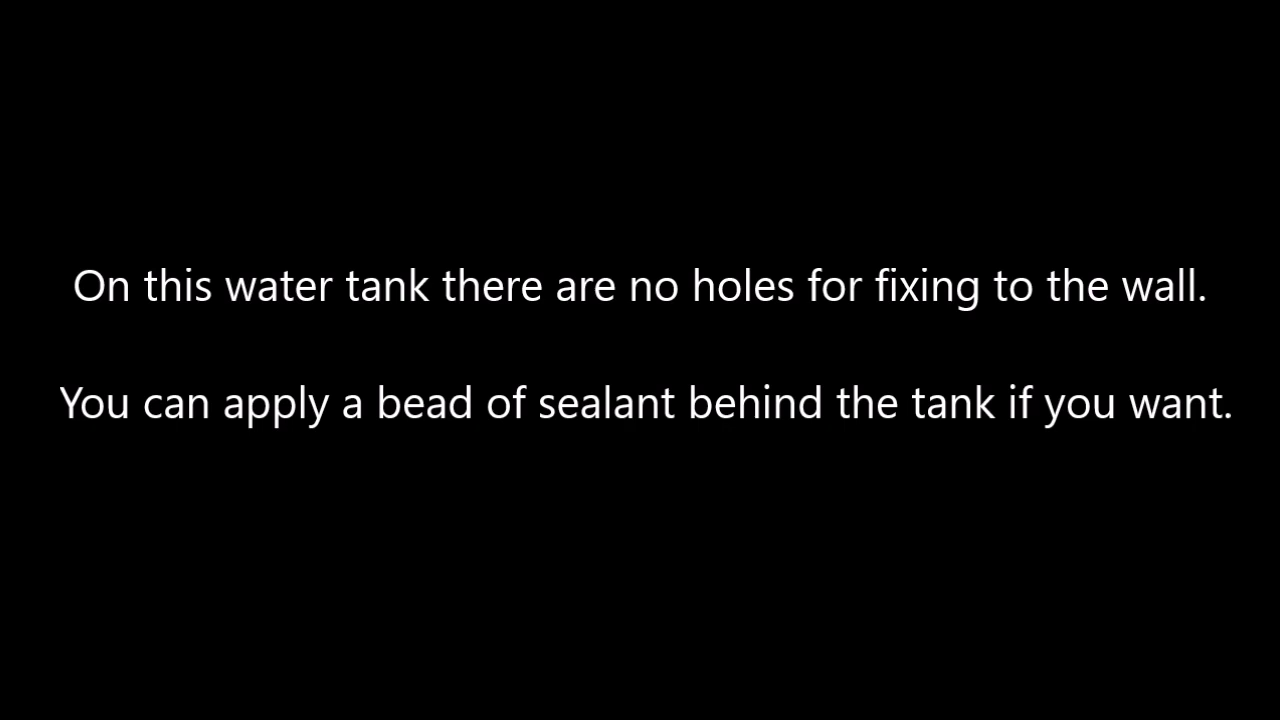 On this water tank there are no holes for fixing to the wall.
You can apply a bead of sealant behind the tank if you want.